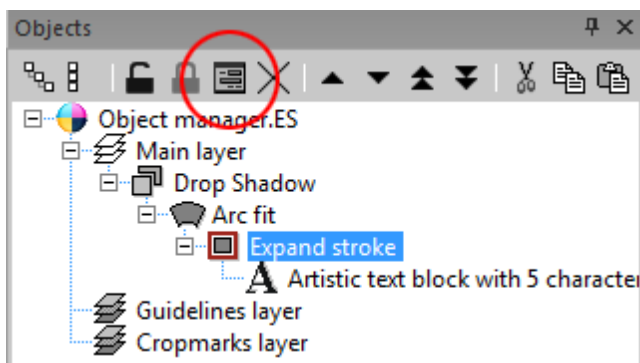 Objects
Object manager.ES
Main layer
Drop Shadow
Arc fit
Expand stroke
Artistic text block with 5 character
Guidelines layer
Cropmarks layer